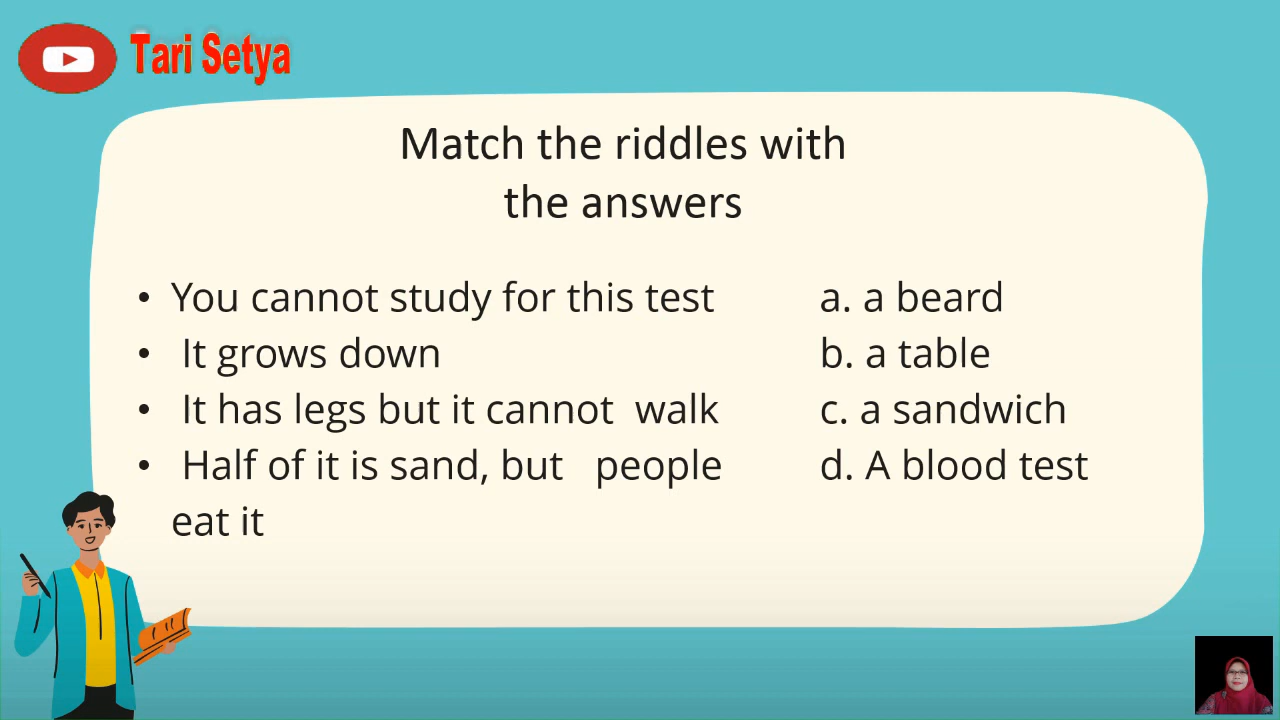 Tari Setya
Match the riddles with
the answers
• You cannot study for this test
• It grows down
• It has legs but it cannot walk
• Half of it is sand, but people
eat it
a. a beard
b. a table
c. a sandwich
d. A blood test